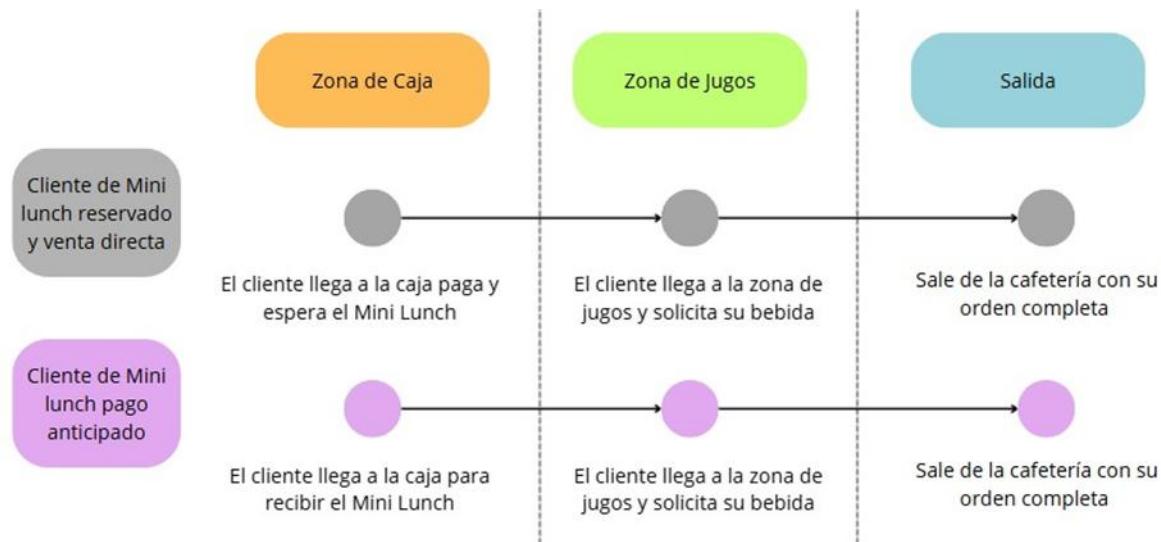 Zona de Caja
Zona de Jugos
Salida
Cliente de Mini
lunch reservado
y venta directa
El cliente llega a la caja paga y
espera el Mini Lunch
El cliente llega a la zona de
jugos y solicita su bebida
Sale de la cafetería con su
orden completa
Cliente de Mini
lunch pago
anticipado
El cliente llega a la caja para
recibir el Mini Lunch
El cliente llega a la zona de
jugos y solicita su bebida
Sale de la cafetería con su
orden completa